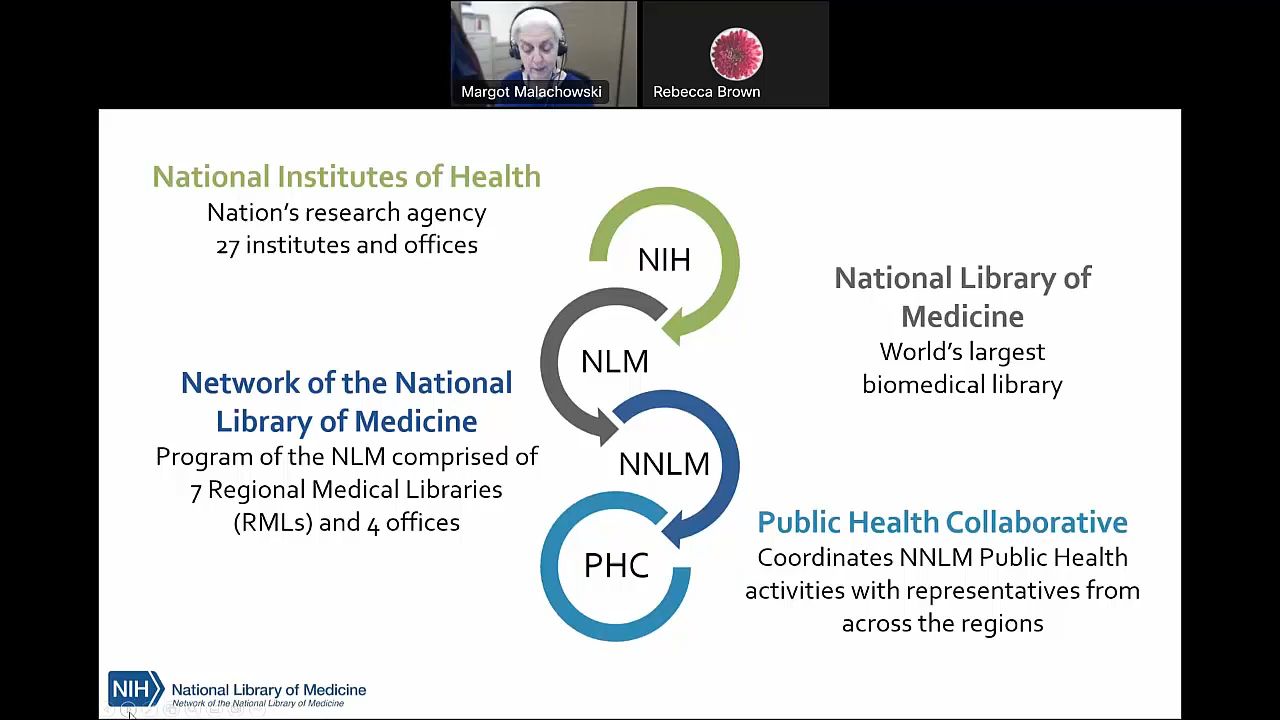 Margot Malachowski
Rebecca Brown
National Institutes of Health
Nation's research agency
27 institutes and offices
NIH
National Library of
Medicine
World's largest
biomedical library
NLM
Network of the National
Library of Medicine
Program of the NLM comprised of
7 Regional Medical Libraries
(RMLs) and 4 offices
NNLM
Public Health Collaborative
Coordinates NNLM Public Health
activities with representatives from
across the regions
PHC
NIH National Library of Medicine
Network of the National Library of Medicine